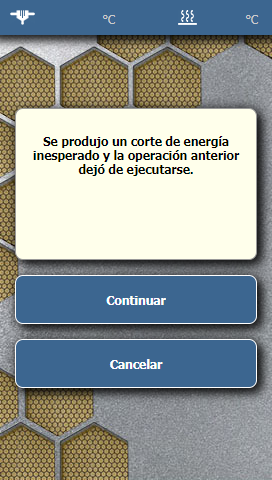 °C °C
Se produjo un corte de energía
inesperado y la operación anterior
dejó de ejecutarse.
Continuar
Cancelar